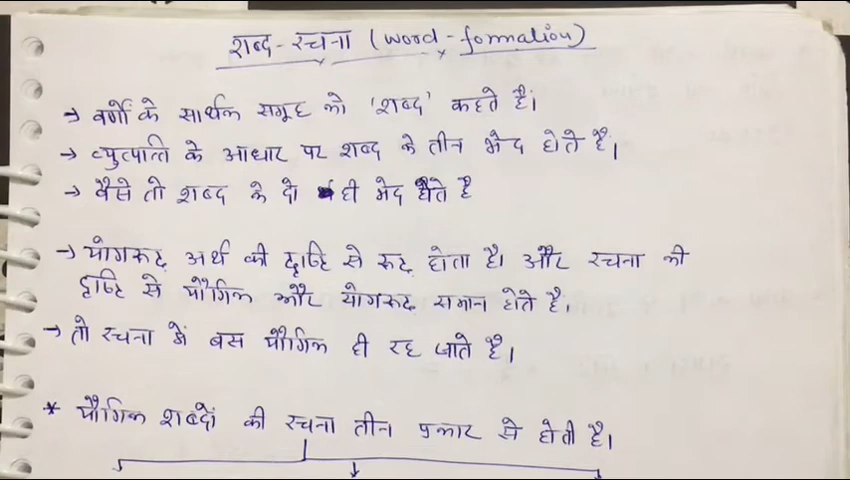 शब्द-रचना (word-formation)
→ वर्णों के सार्थक समूह को 'शब्द' कहते हैं।
→ व्युत्पत्ति के आधार पर शब्द के तीन भेद होते हैं।
→ वैसे तो शब्द के दो ही भेद होते है
→ योगरूढ़ अर्थ की दृष्टि से रूढ़ होता है। और रचना की
दृष्टि से यौगिक और योगरूढ़ समान होते है।
→ तो रचना में बस यौगिक ही रह जाते है।
* यौगिक शब्दों की रचना तीन प्रकार से होती है।